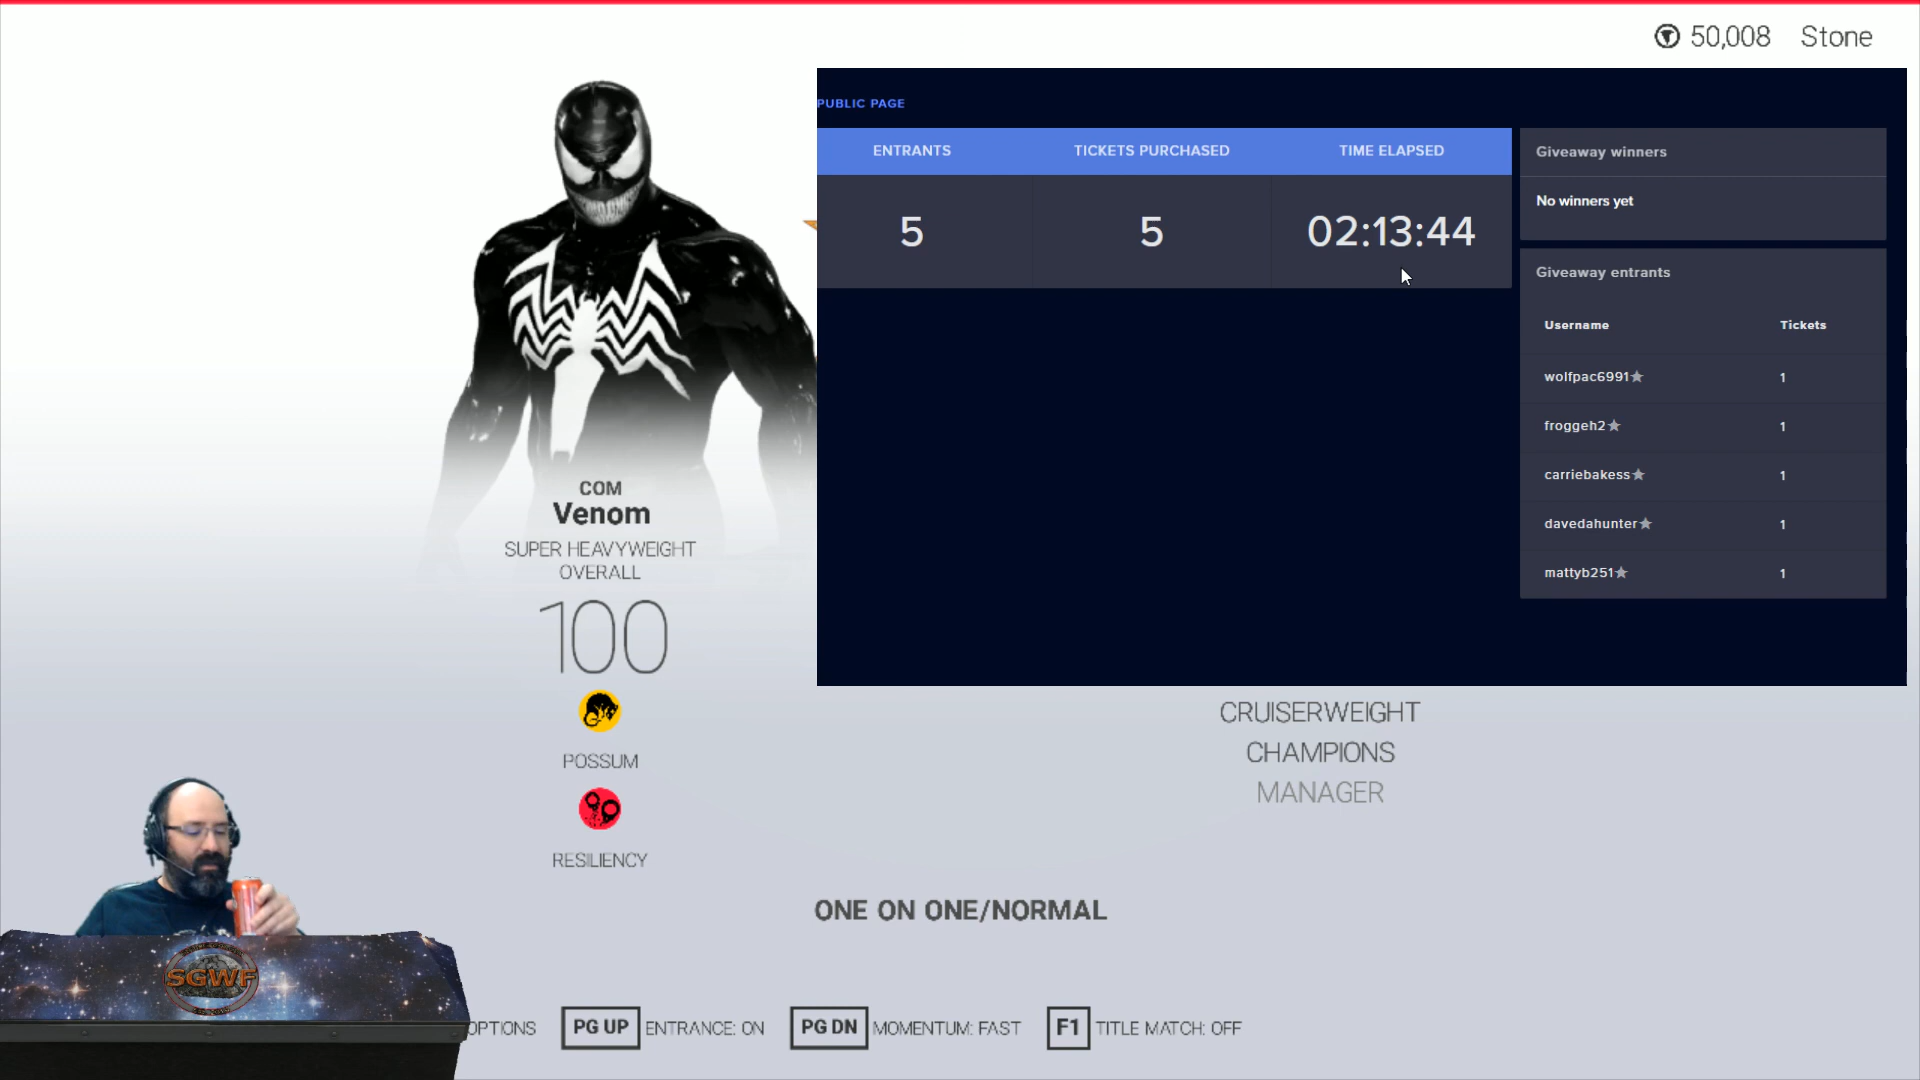 50,008 Stone
PUBLIC PAGE
ENTRANTS TICKETS PURCHASED TIME ELAPSED
5 5 02:13:44
Giveaway winners
No winners yet
Giveaway entrants
Username Tickets
wolfpac6991★ 1
froggeh2★ 1
carriebakess★ 1
davedahunter★ 1
mattyb251★ 1
COM
Venom
SUPER HEAVYWEIGHT
OVERALL
100
POSSUM
RESILIENCY
CRUISERWEIGHT
CHAMPIONS
MANAGER
ONE ON ONE/NORMAL
SGWF
OPTIONS PG UP ENTRANCE: ON PG DN MOMENTUM: FAST F1 TITLE MATCH: OFF